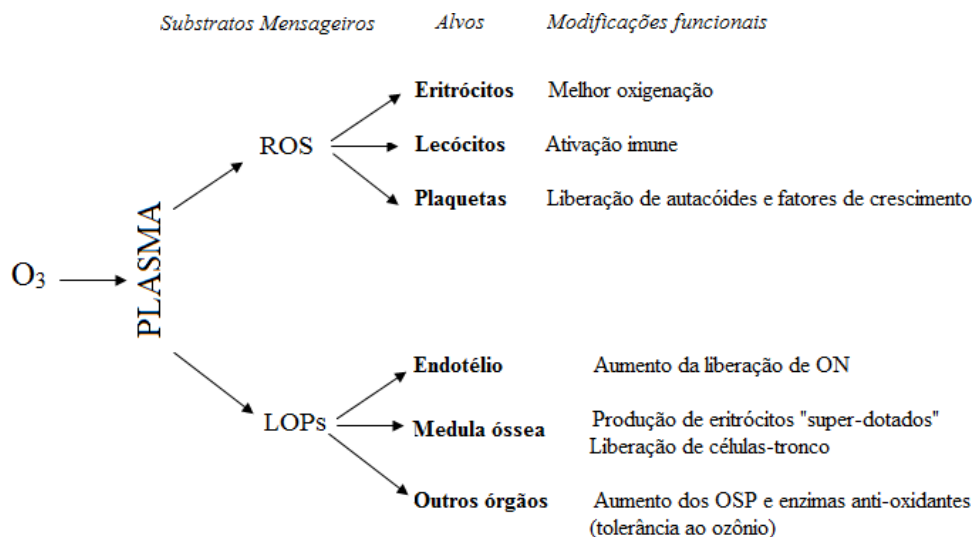 Substratos Mensageiros Alvos Modificações funcionais
Eritrócitos Melhor oxigenação
ROS Lecócitos Ativação imune
Plaquetas Liberação de autacóides e fatores de crescimento
O₃ PLASMA
Endotélio Aumento da liberação de ON
LOPs Medula óssea Produção de eritrócitos "super-dotados"
Liberação de células-tronco
Outros órgãos Aumento dos OSP e enzimas anti-oxidantes
(tolerância ao ozônio)